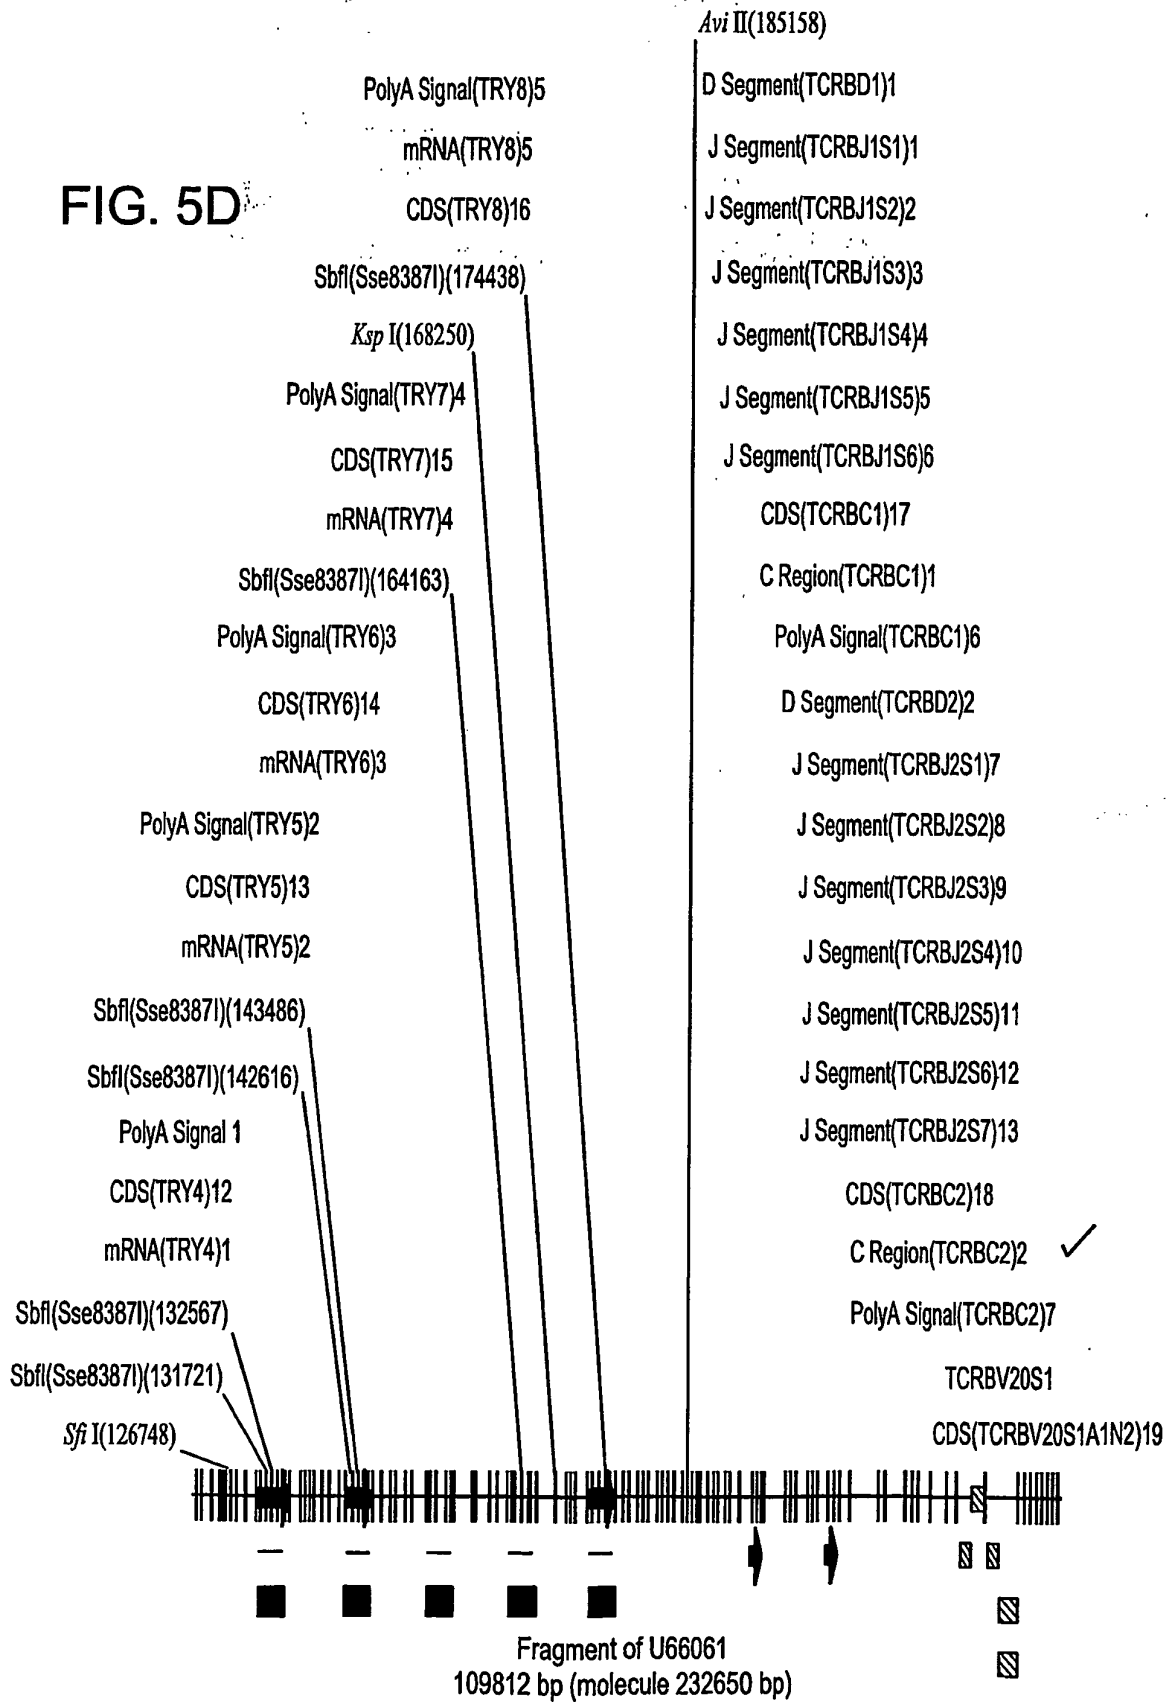 FIG. 5D
PolyA Signal(TRY8)5
mRNA(TRY8)5
CDS(TRY8)16
SbfI(Sse8387I)(174438)
Ksp I(168250)
PolyA Signal(TRY7)4
CDS(TRY7)15
mRNA(TRY7)4
SbfI(Sse8387I)(164163)
PolyA Signal(TRY6)3
CDS(TRY6)14
mRNA(TRY6)3
PolyA Signal(TRY5)2
CDS(TRY5)13
mRNA(TRY5)2
SbfI(Sse8387I)(143486)
SbfI(Sse8387I)(142616)
PolyA Signal 1
CDS(TRY4)12
mRNA(TRY4)1
SbfI(Sse8387I)(132567)
SbfI(Sse8387I)(131721)
Sfi I(126748)
Avi II(185158)
D Segment(TCRBD1)1
J Segment(TCRBJ1S1)1
J Segment(TCRBJ1S2)2
J Segment(TCRBJ1S3)3
J Segment(TCRBJ1S4)4
J Segment(TCRBJ1S5)5
J Segment(TCRBJ1S6)6
CDS(TCRBC1)17
C Region(TCRBC1)1
PolyA Signal(TCRBC1)6
D Segment(TCRBD2)2
J Segment(TCRBJ2S1)7
J Segment(TCRBJ2S2)8
J Segment(TCRBJ2S3)9
J Segment(TCRBJ2S4)10
J Segment(TCRBJ2S5)11
J Segment(TCRBJ2S6)12
J Segment(TCRBJ2S7)13
CDS(TCRBC2)18
C Region(TCRBC2)2 ✓
PolyA Signal(TCRBC2)7
TCRBV20S1
CDS(TCRBV20S1A1N2)19
Fragment of U66061
109812 bp (molecule 232650 bp)